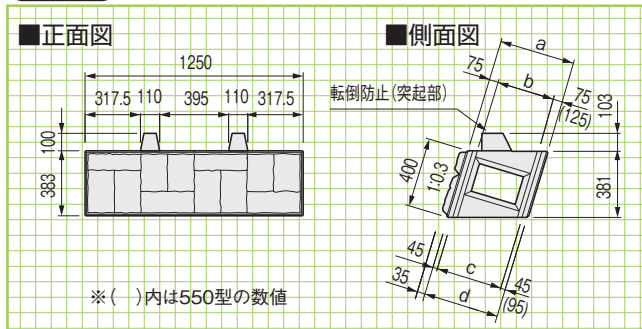 ■正面図
1250
317.5 110 395 110 317.5
100
383
※(　)内は550型の数値
■側面図
a
75 b 75
(125)
103
転倒防止(突起部)
400
1:0.3
381
45 c 45
(95)
35 d